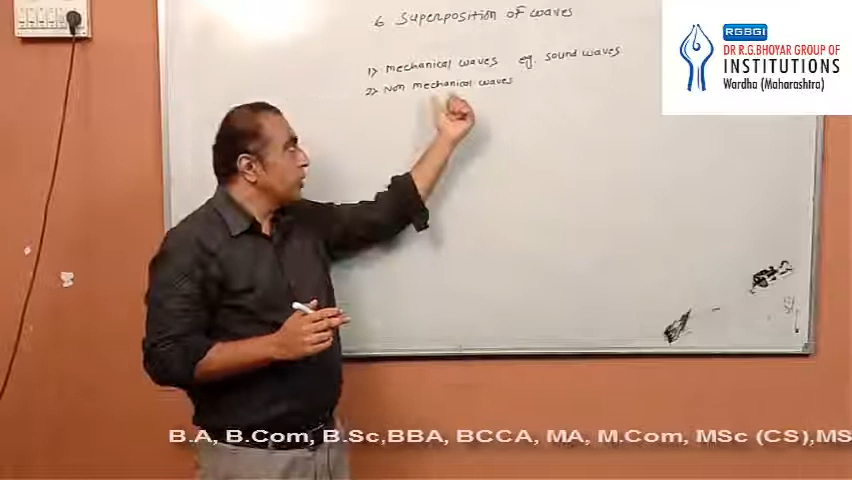 6 Superposition of waves
1) Mechanical waves eg. sound waves
2) Non mechanical waves
RGBGI
DR R.G.BHOYAR GROUP OF
INSTITUTIONS
Wardha (Maharashtra)
B.A, B.Com, B.Sc,BBA, BCCA, MA, M.Com, MSc (CS),MS